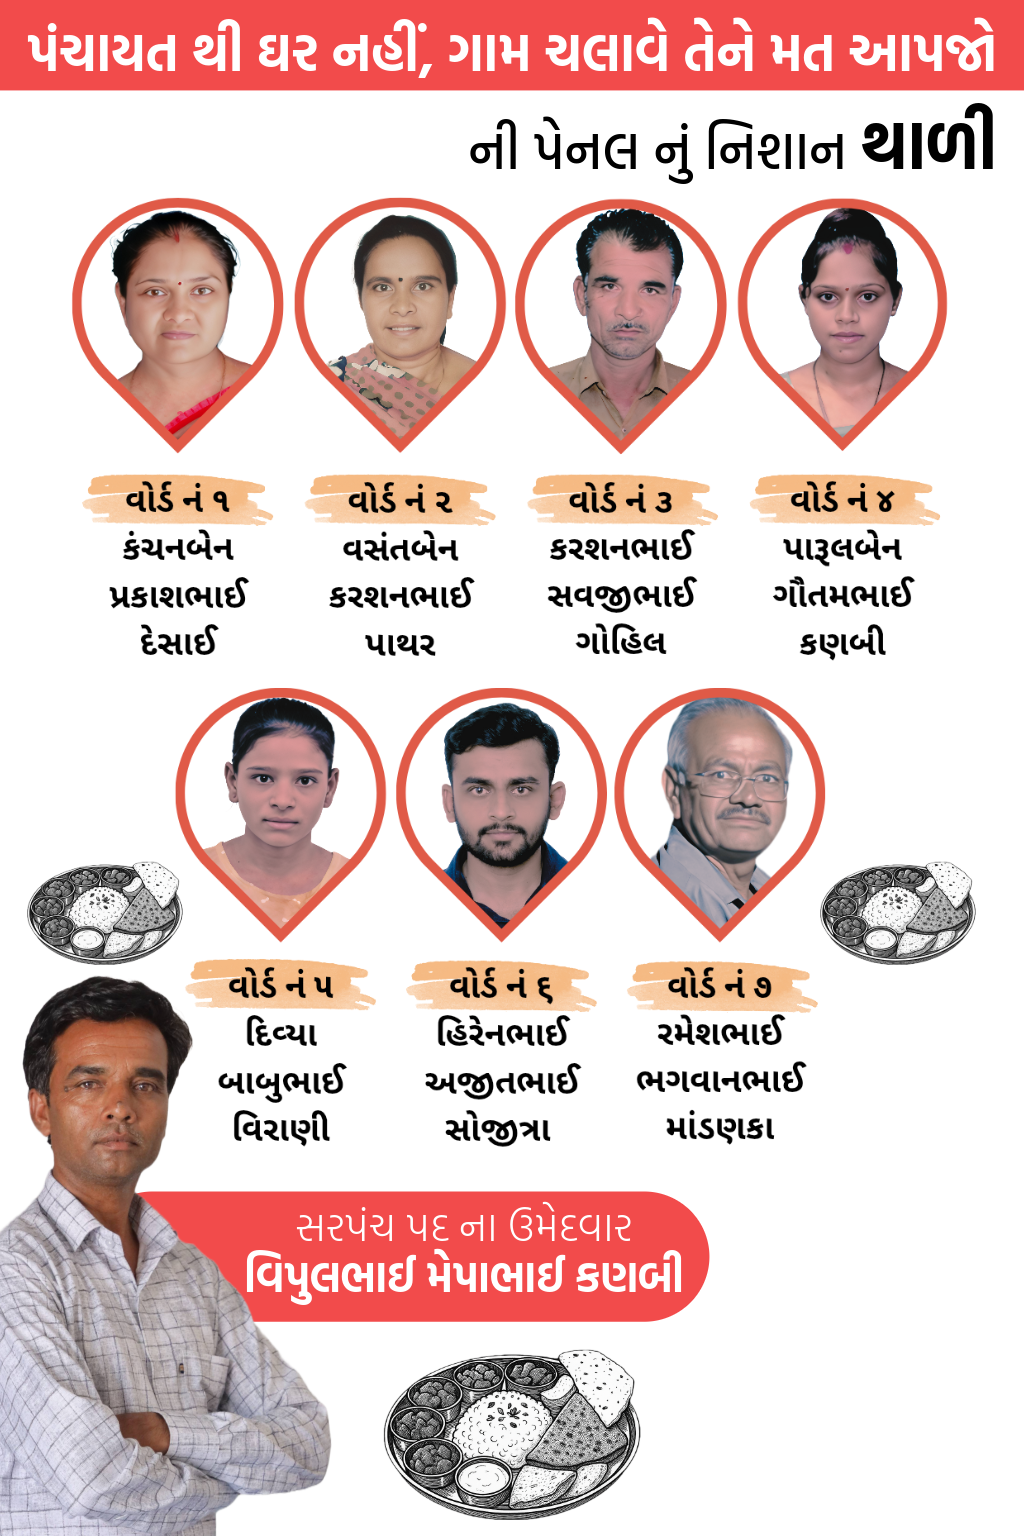 પંચાયત થી ઘર નહીં, ગામ ચલાવે તેને મત આપજો
ની પેનલ નું નિશાન થાળી
વોર્ડ નં ૧
કંચનબેન
પ્રકાશભાઈ
દેસાઈ
વોર્ડ નં ૨
વસંતબેન
કરશનભાઈ
પાથર
વોર્ડ નં ૩
કરશનભાઈ
સવજીભાઈ
ગોહિલ
વોર્ડ નં ૪
પારૂલબેન
ગૌતમભાઈ
કણબી
વોર્ડ નં ૫
દિવ્યા
બાબુભાઈ
વિરાણી
વોર્ડ નં ૬
હિરેનભાઈ
અજીતભાઈ
સોજીત્રા
વોર્ડ નં ૭
રમેશભાઈ
ભગવાનભાઈ
માંડણકા
સરપંચ પદ ના ઉમેદવાર
વિપુલભાઈ મેપાભાઈ કણબી